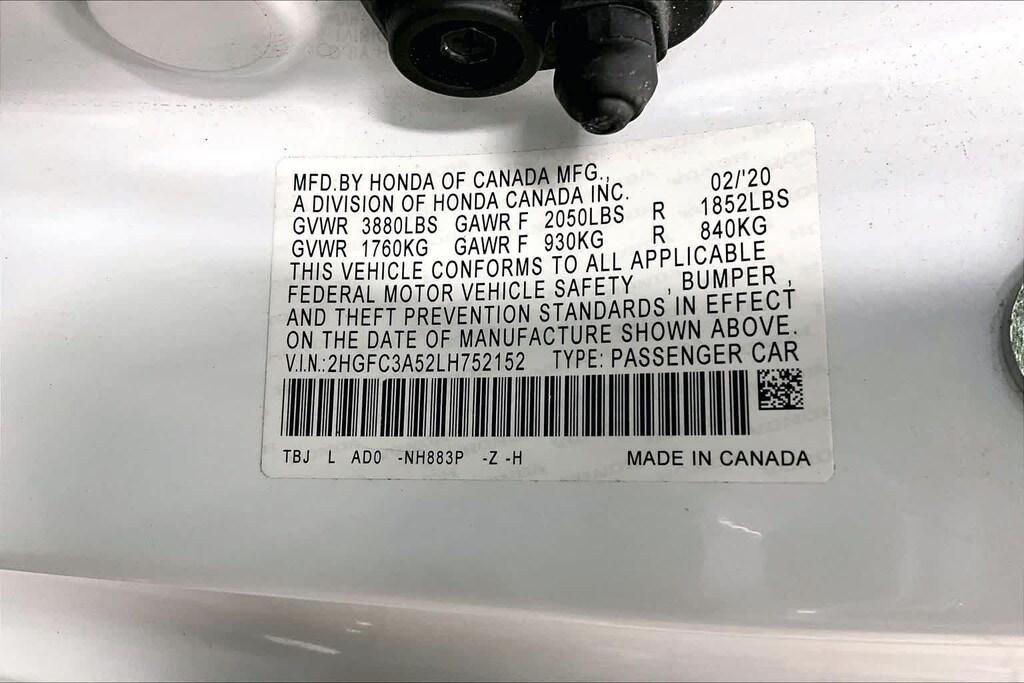 MFD.BY HONDA OF CANADA MFG., 02/'20
A DIVISION OF HONDA CANADA INC.
GVWR 3880LBS GAWR F 2050LBS R 1852LBS
GVWR 1760KG GAWR F 930KG R 840KG
THIS VEHICLE CONFORMS TO ALL APPLICABLE
FEDERAL MOTOR VEHICLE SAFETY , BUMPER ,
AND THEFT PREVENTION STANDARDS IN EFFECT
ON THE DATE OF MANUFACTURE SHOWN ABOVE.
V.I.N.:2HGFC3A52LH752152 TYPE: PASSENGER CAR
TBJ L AD0 -NH883P -Z -H MADE IN CANADA